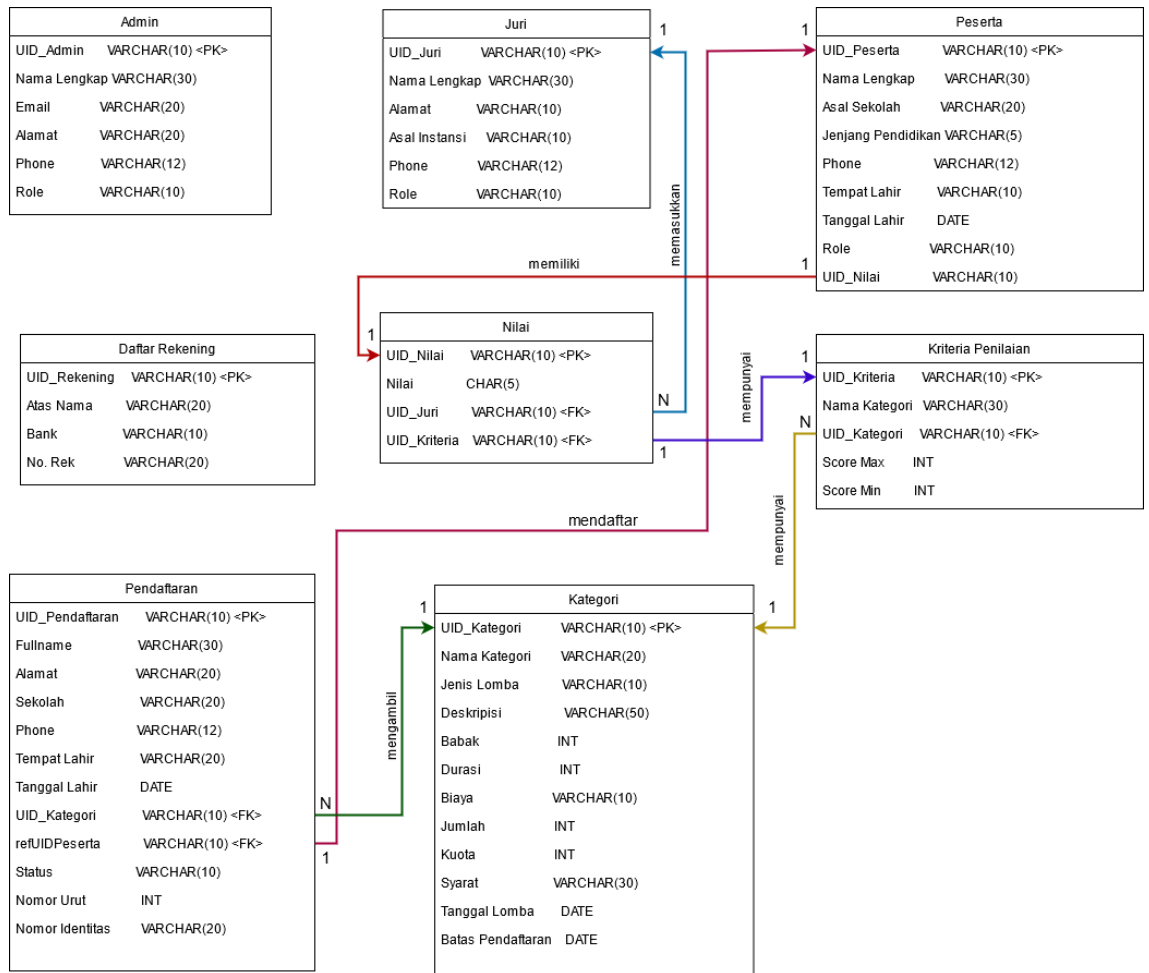 Admin
UID_Admin VARCHAR(10) <PK>
Nama Lengkap VARCHAR(30)
Email VARCHAR(20)
Alamat VARCHAR(20)
Phone VARCHAR(12)
Role VARCHAR(10)
Juri
UID_Juri VARCHAR(10) <PK>
Nama Lengkap VARCHAR(30)
Alamat VARCHAR(10)
Asal Instansi VARCHAR(10)
Phone VARCHAR(12)
Role VARCHAR(10)
1
1
Peserta
UID_Peserta VARCHAR(10) <PK>
Nama Lengkap VARCHAR(30)
Asal Sekolah VARCHAR(20)
Jenjang Pendidikan VARCHAR(5)
Phone VARCHAR(12)
Tempat Lahir VARCHAR(10)
Tanggal Lahir DATE
Role VARCHAR(10)
UID_Nilai VARCHAR(10)
memasukkan
memiliki
1
1
Daftar Rekening
UID_Rekening VARCHAR(10) <PK>
Atas Nama VARCHAR(20)
Bank VARCHAR(10)
No. Rek VARCHAR(20)
Nilai
UID_Nilai VARCHAR(10) <PK>
Nilai CHAR(5)
UID_Juri VARCHAR(10) <FK>
UID_Kriteria VARCHAR(10) <FK>
N
1
mempunyai
1
N
Kriteria Penilaian
UID_Kriteria VARCHAR(10) <PK>
Nama Kategori VARCHAR(30)
UID_Kategori VARCHAR(10) <FK>
Score Max INT
Score Min INT
mendaftar
mempunyai
Pendaftaran
UID_Pendaftaran VARCHAR(10) <PK>
Fullname VARCHAR(30)
Alamat VARCHAR(20)
Sekolah VARCHAR(20)
Phone VARCHAR(12)
Tempat Lahir VARCHAR(20)
Tanggal Lahir DATE
UID_Kategori VARCHAR(10) <FK>
refUIDPeserta VARCHAR(10) <FK>
Status VARCHAR(10)
Nomor Urut INT
Nomor Identitas VARCHAR(20)
N
1
mengambil
1
1
Kategori
UID_Kategori VARCHAR(10) <PK>
Nama Kategori VARCHAR(20)
Jenis Lomba VARCHAR(10)
Deskripisi VARCHAR(50)
Babak INT
Durasi INT
Biaya VARCHAR(10)
Jumlah INT
Kuota INT
Syarat VARCHAR(30)
Tanggal Lomba DATE
Batas Pendaftaran DATE